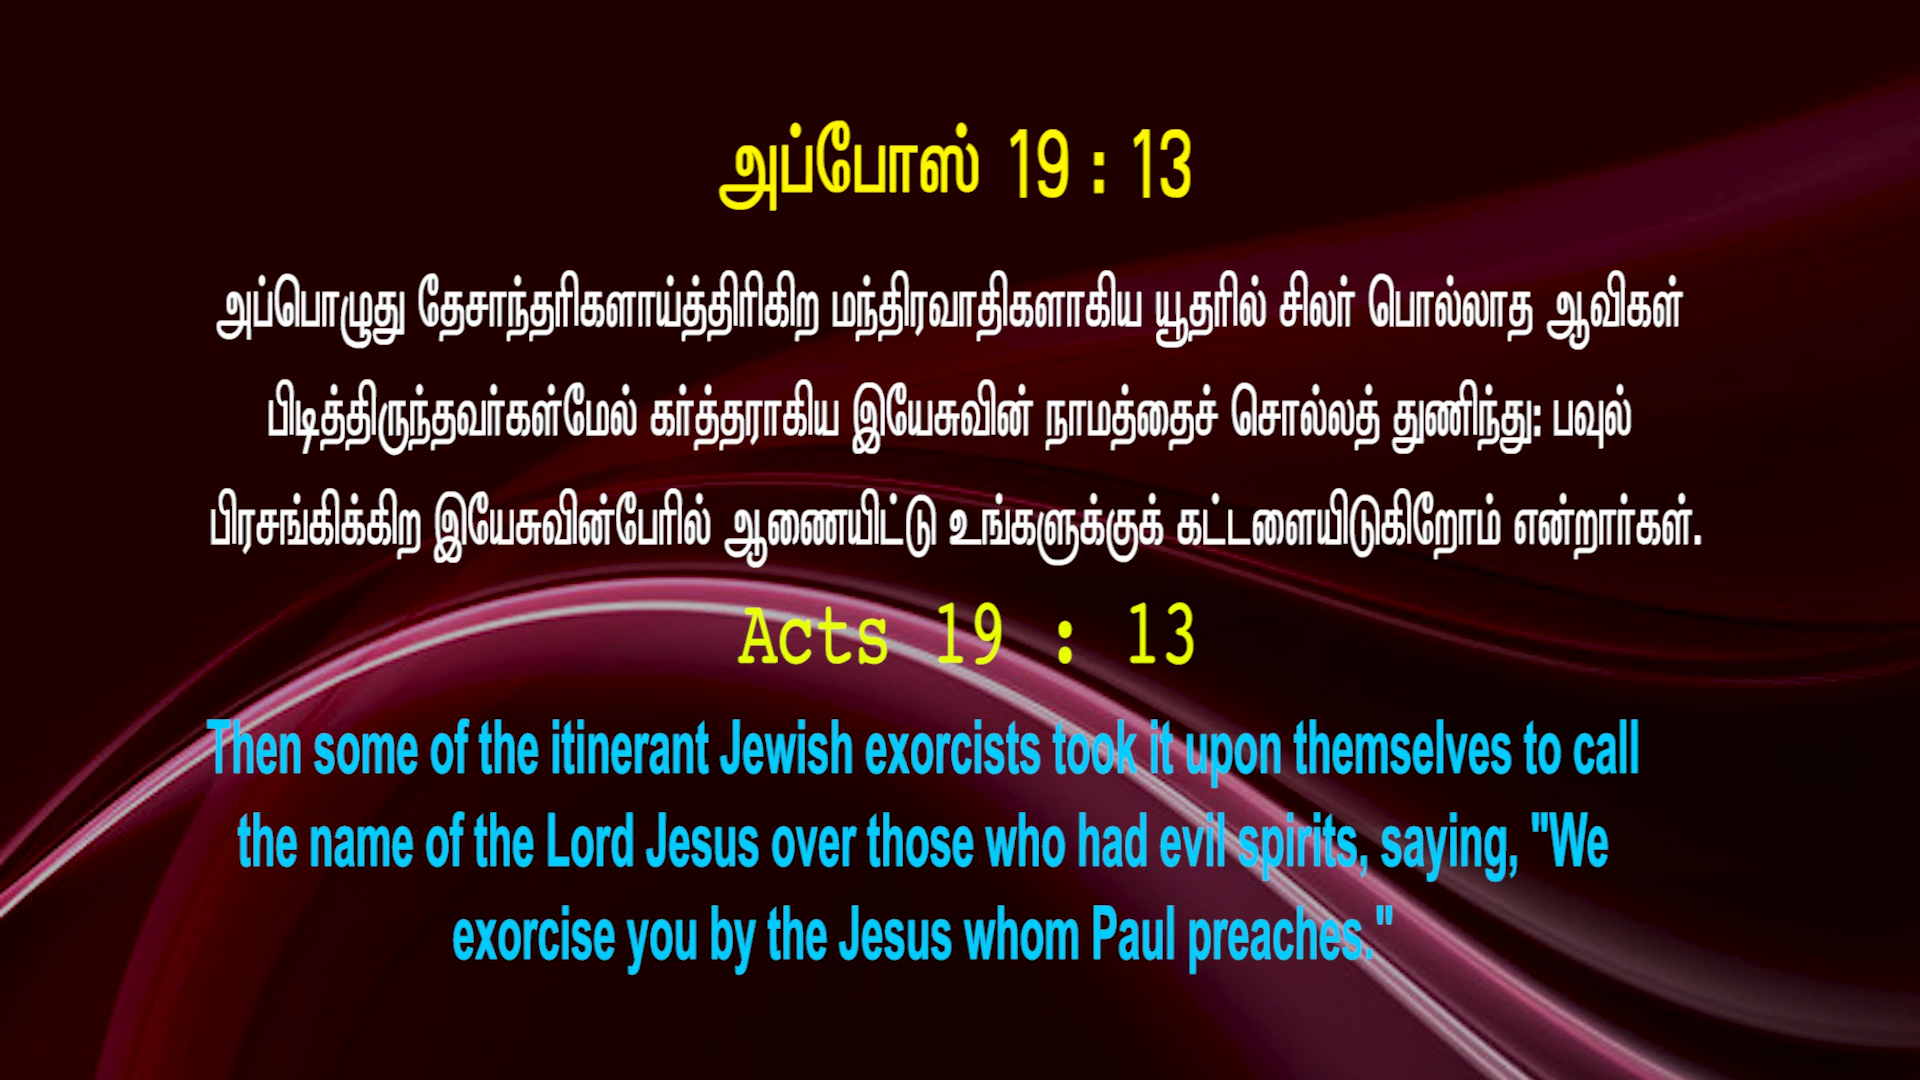 அப்போஸ் 19 : 13
அப்பொழுது தேசாந்தரிகளாய்த்திரிகிற மந்திரவாதிகளாகிய யூதரில் சிலர் பொல்லாத ஆவிகள்
பிடித்திருந்தவர்கள்மேல் கர்த்தராகிய இயேசுவின் நாமத்தைச் சொல்லத் துணிந்து: பவுல்
பிரசங்கிக்கிற இயேசுவின்பேரில் ஆணையிட்டு உங்களுக்குக் கட்டளையிடுகிறோம் என்றார்கள்.
Acts 19 : 13
Then some of the itinerant Jewish exorcists took it upon themselves to call
the name of the Lord Jesus over those who had evil spirits, saying, "We
exorcise you by the Jesus whom Paul preaches."